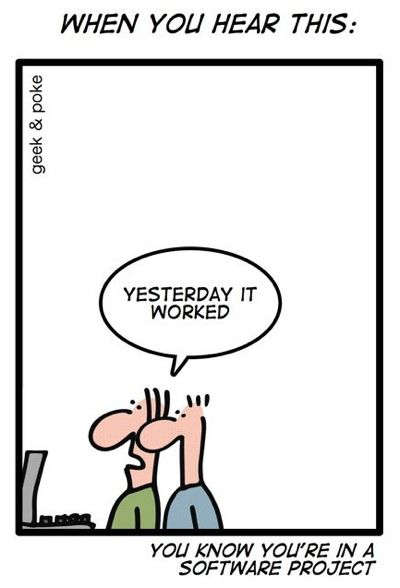 WHEN YOU HEAR THIS:
geek & poke
YESTERDAY IT
WORKED
YOU KNOW YOU'RE IN A
SOFTWARE PROJECT